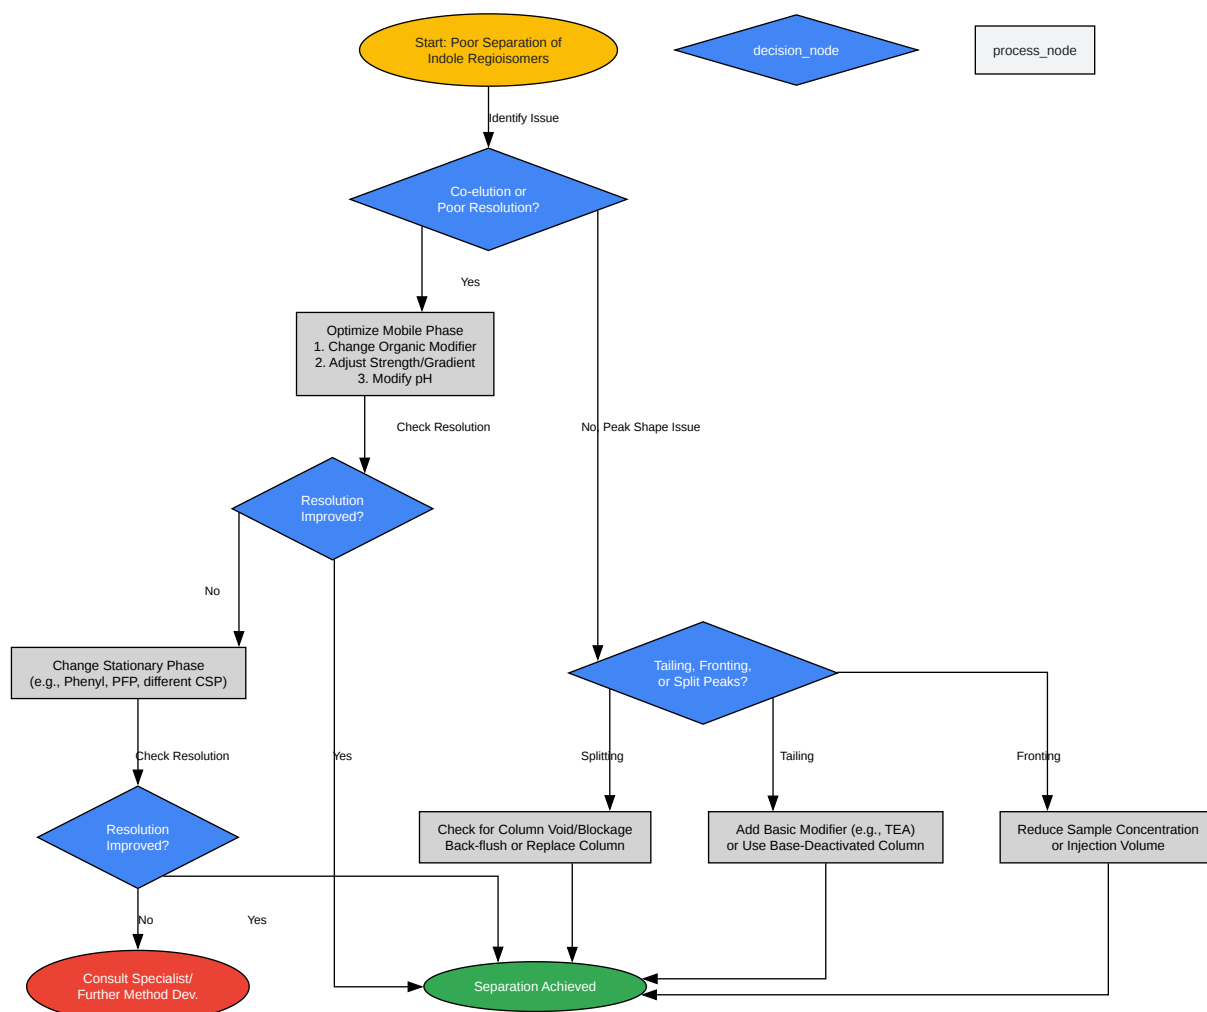 Start: Poor Separation of
Indole Regioisomers
decision_node
process_node
Identify Issue
Co-elution or
Poor Resolution?
Yes
Optimize Mobile Phase
1. Change Organic Modifier
2. Adjust Strength/Gradient
3. Modify pH
Check Resolution
No, Peak Shape Issue
Resolution
Improved?
No
Change Stationary Phase
(e.g., Phenyl, PFP, different CSP)
Tailing, Fronting,
or Split Peaks?
Check Resolution
Yes
Splitting
Tailing
Fronting
Resolution
Improved?
Check for Column Void/Blockage
Back-flush or Replace Column
Add Basic Modifier (e.g., TEA)
or Use Base-Deactivated Column
Reduce Sample Concentration
or Injection Volume
No
Yes
Consult Specialist/
Further Method Dev.
Separation Achieved